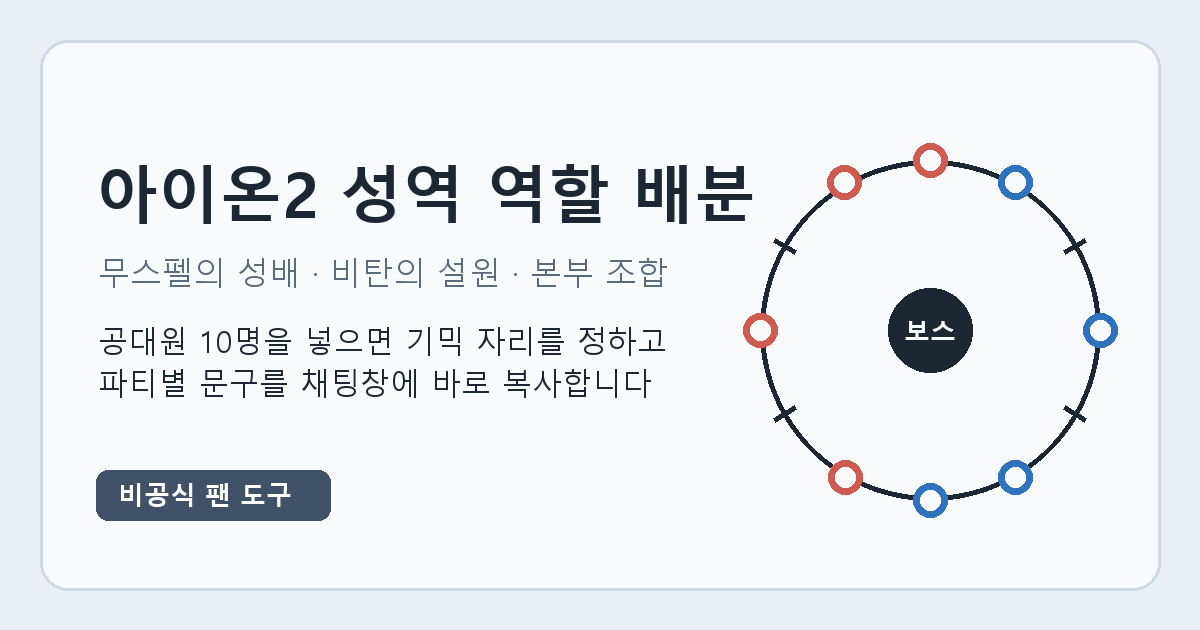 아이온2 성역 역할 배분
무스펠의 성배 · 비탄의 설원 · 본부 조합
공대원 10명을 넣으면 기믹 자리를 정하고
파티별 문구를 채팅창에 바로 복사합니다
비공식 팬 도구
보스